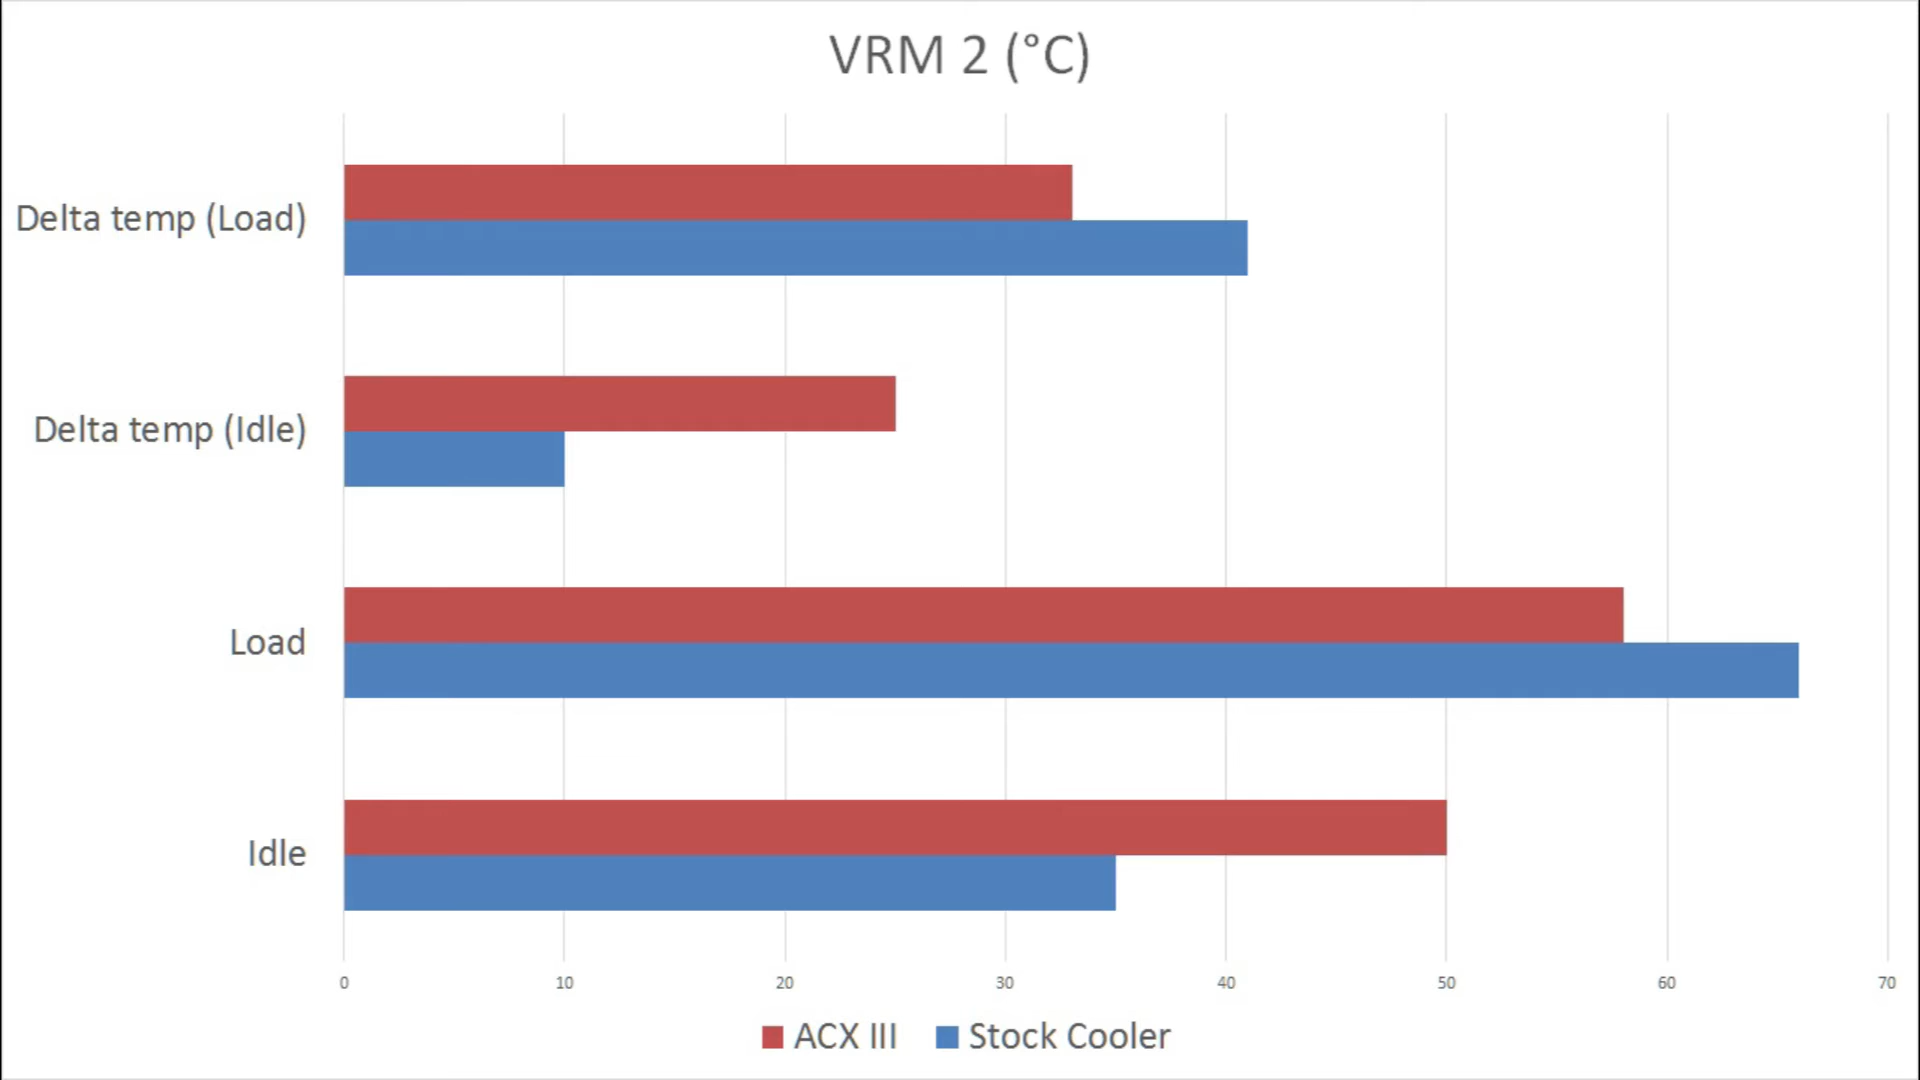 VRM 2 (°C)
Delta temp (Load)
Delta temp (Idle)
Load
Idle
0 10 20 30 40 50 60 70
ACX III Stock Cooler